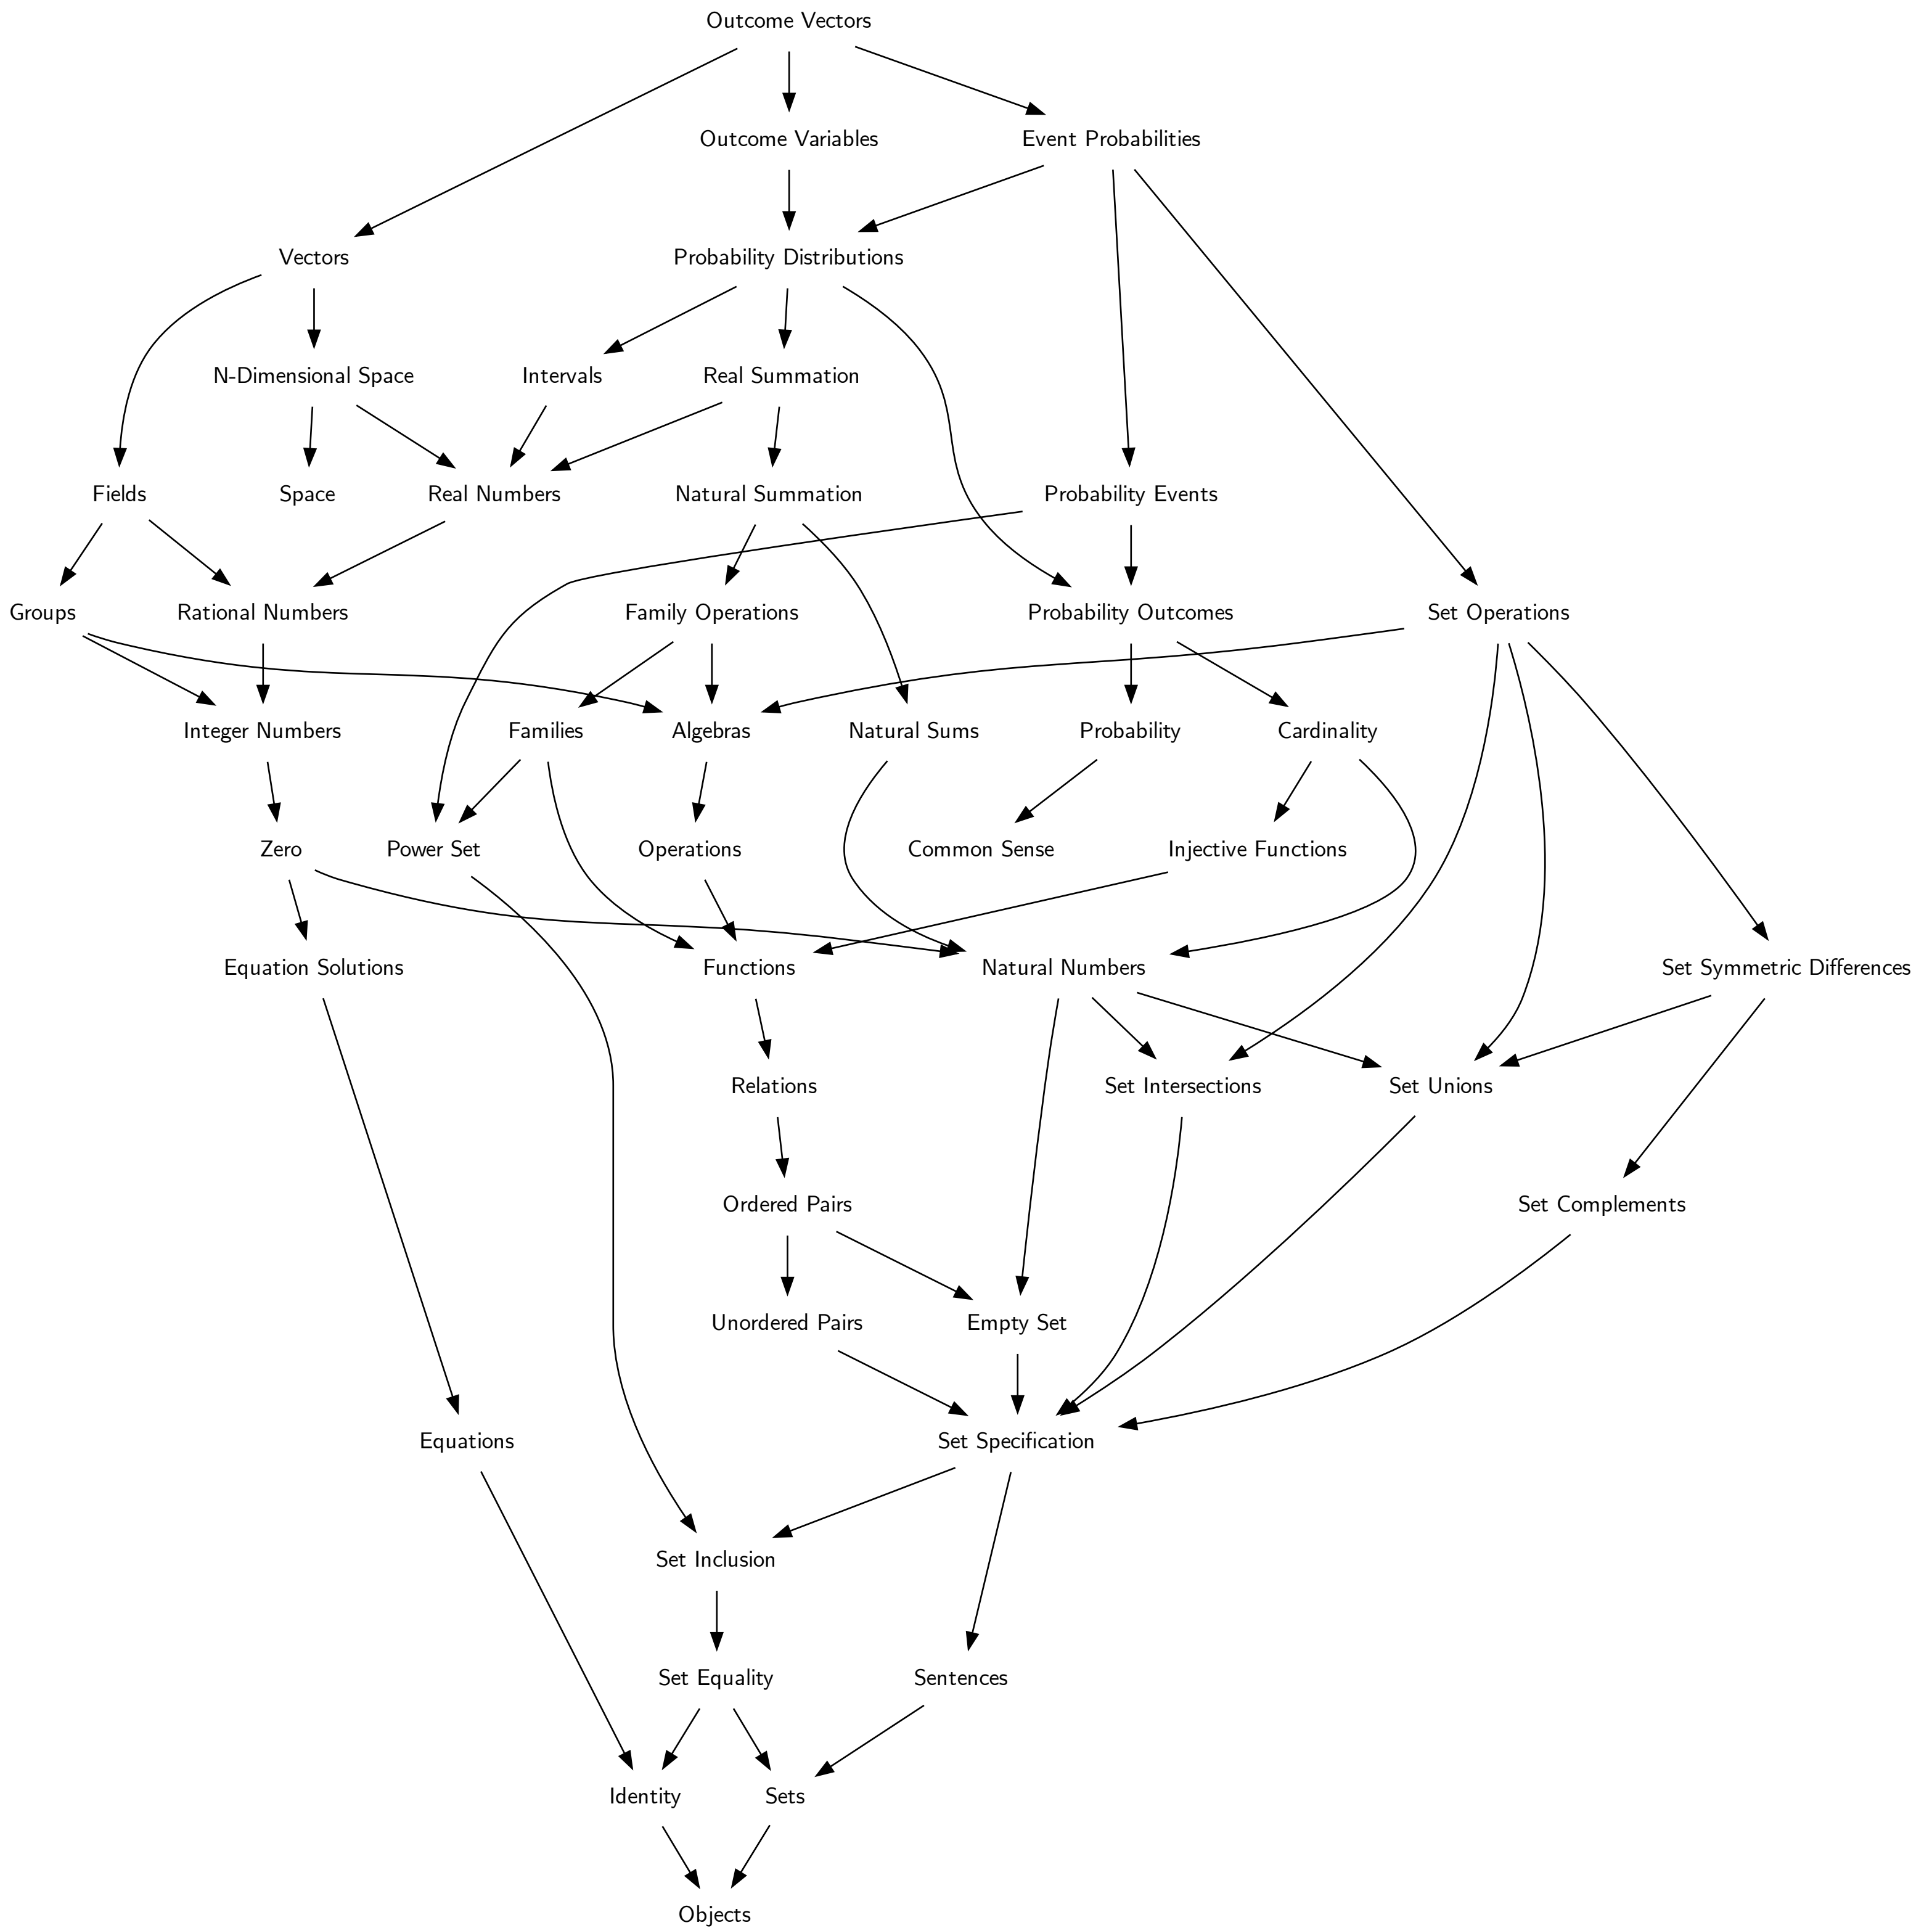 Outcome Vectors
Outcome Variables
Event Probabilities
Vectors
Probability Distributions
N-Dimensional Space
Intervals
Real Summation
Fields
Space
Real Numbers
Natural Summation
Probability Events
Groups
Rational Numbers
Family Operations
Probability Outcomes
Set Operations
Integer Numbers
Families
Algebras
Natural Sums
Probability
Cardinality
Zero
Power Set
Operations
Common Sense
Injective Functions
Equation Solutions
Functions
Natural Numbers
Set Symmetric Differences
Relations
Set Intersections
Set Unions
Ordered Pairs
Set Complements
Unordered Pairs
Empty Set
Equations
Set Specification
Set Inclusion
Set Equality
Sentences
Identity
Sets
Objects